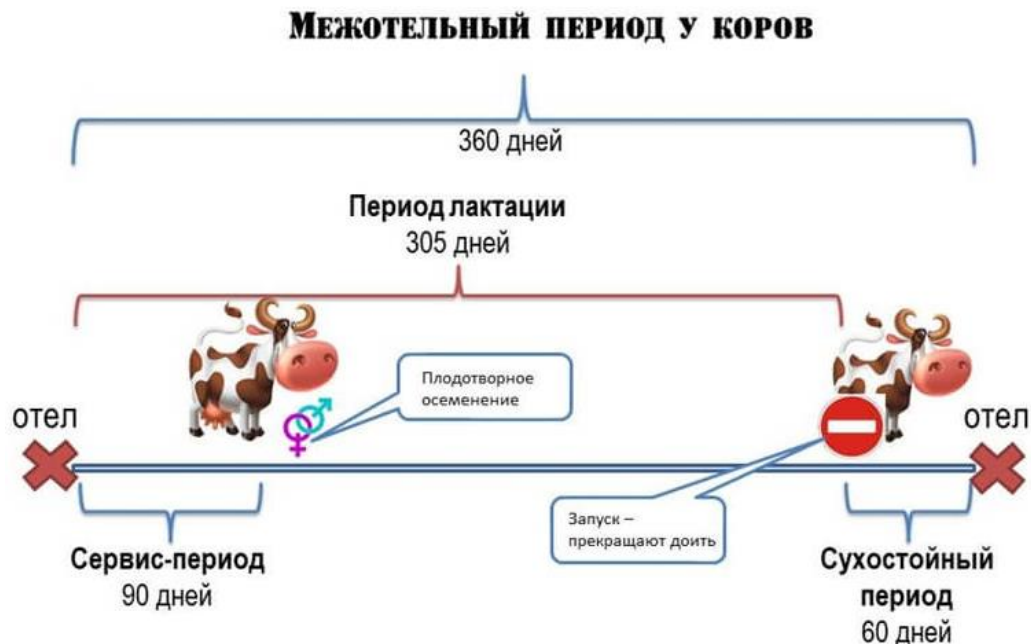 МЕЖОТЕЛЬНЫЙ ПЕРИОД У КОРОВ
360 дней
Период лактации
305 дней
Плодотворное
осеменение
отел
отел
Запуск –
прекращают доить
Сервис-период
90 дней
Сухостойный
период
60 дней